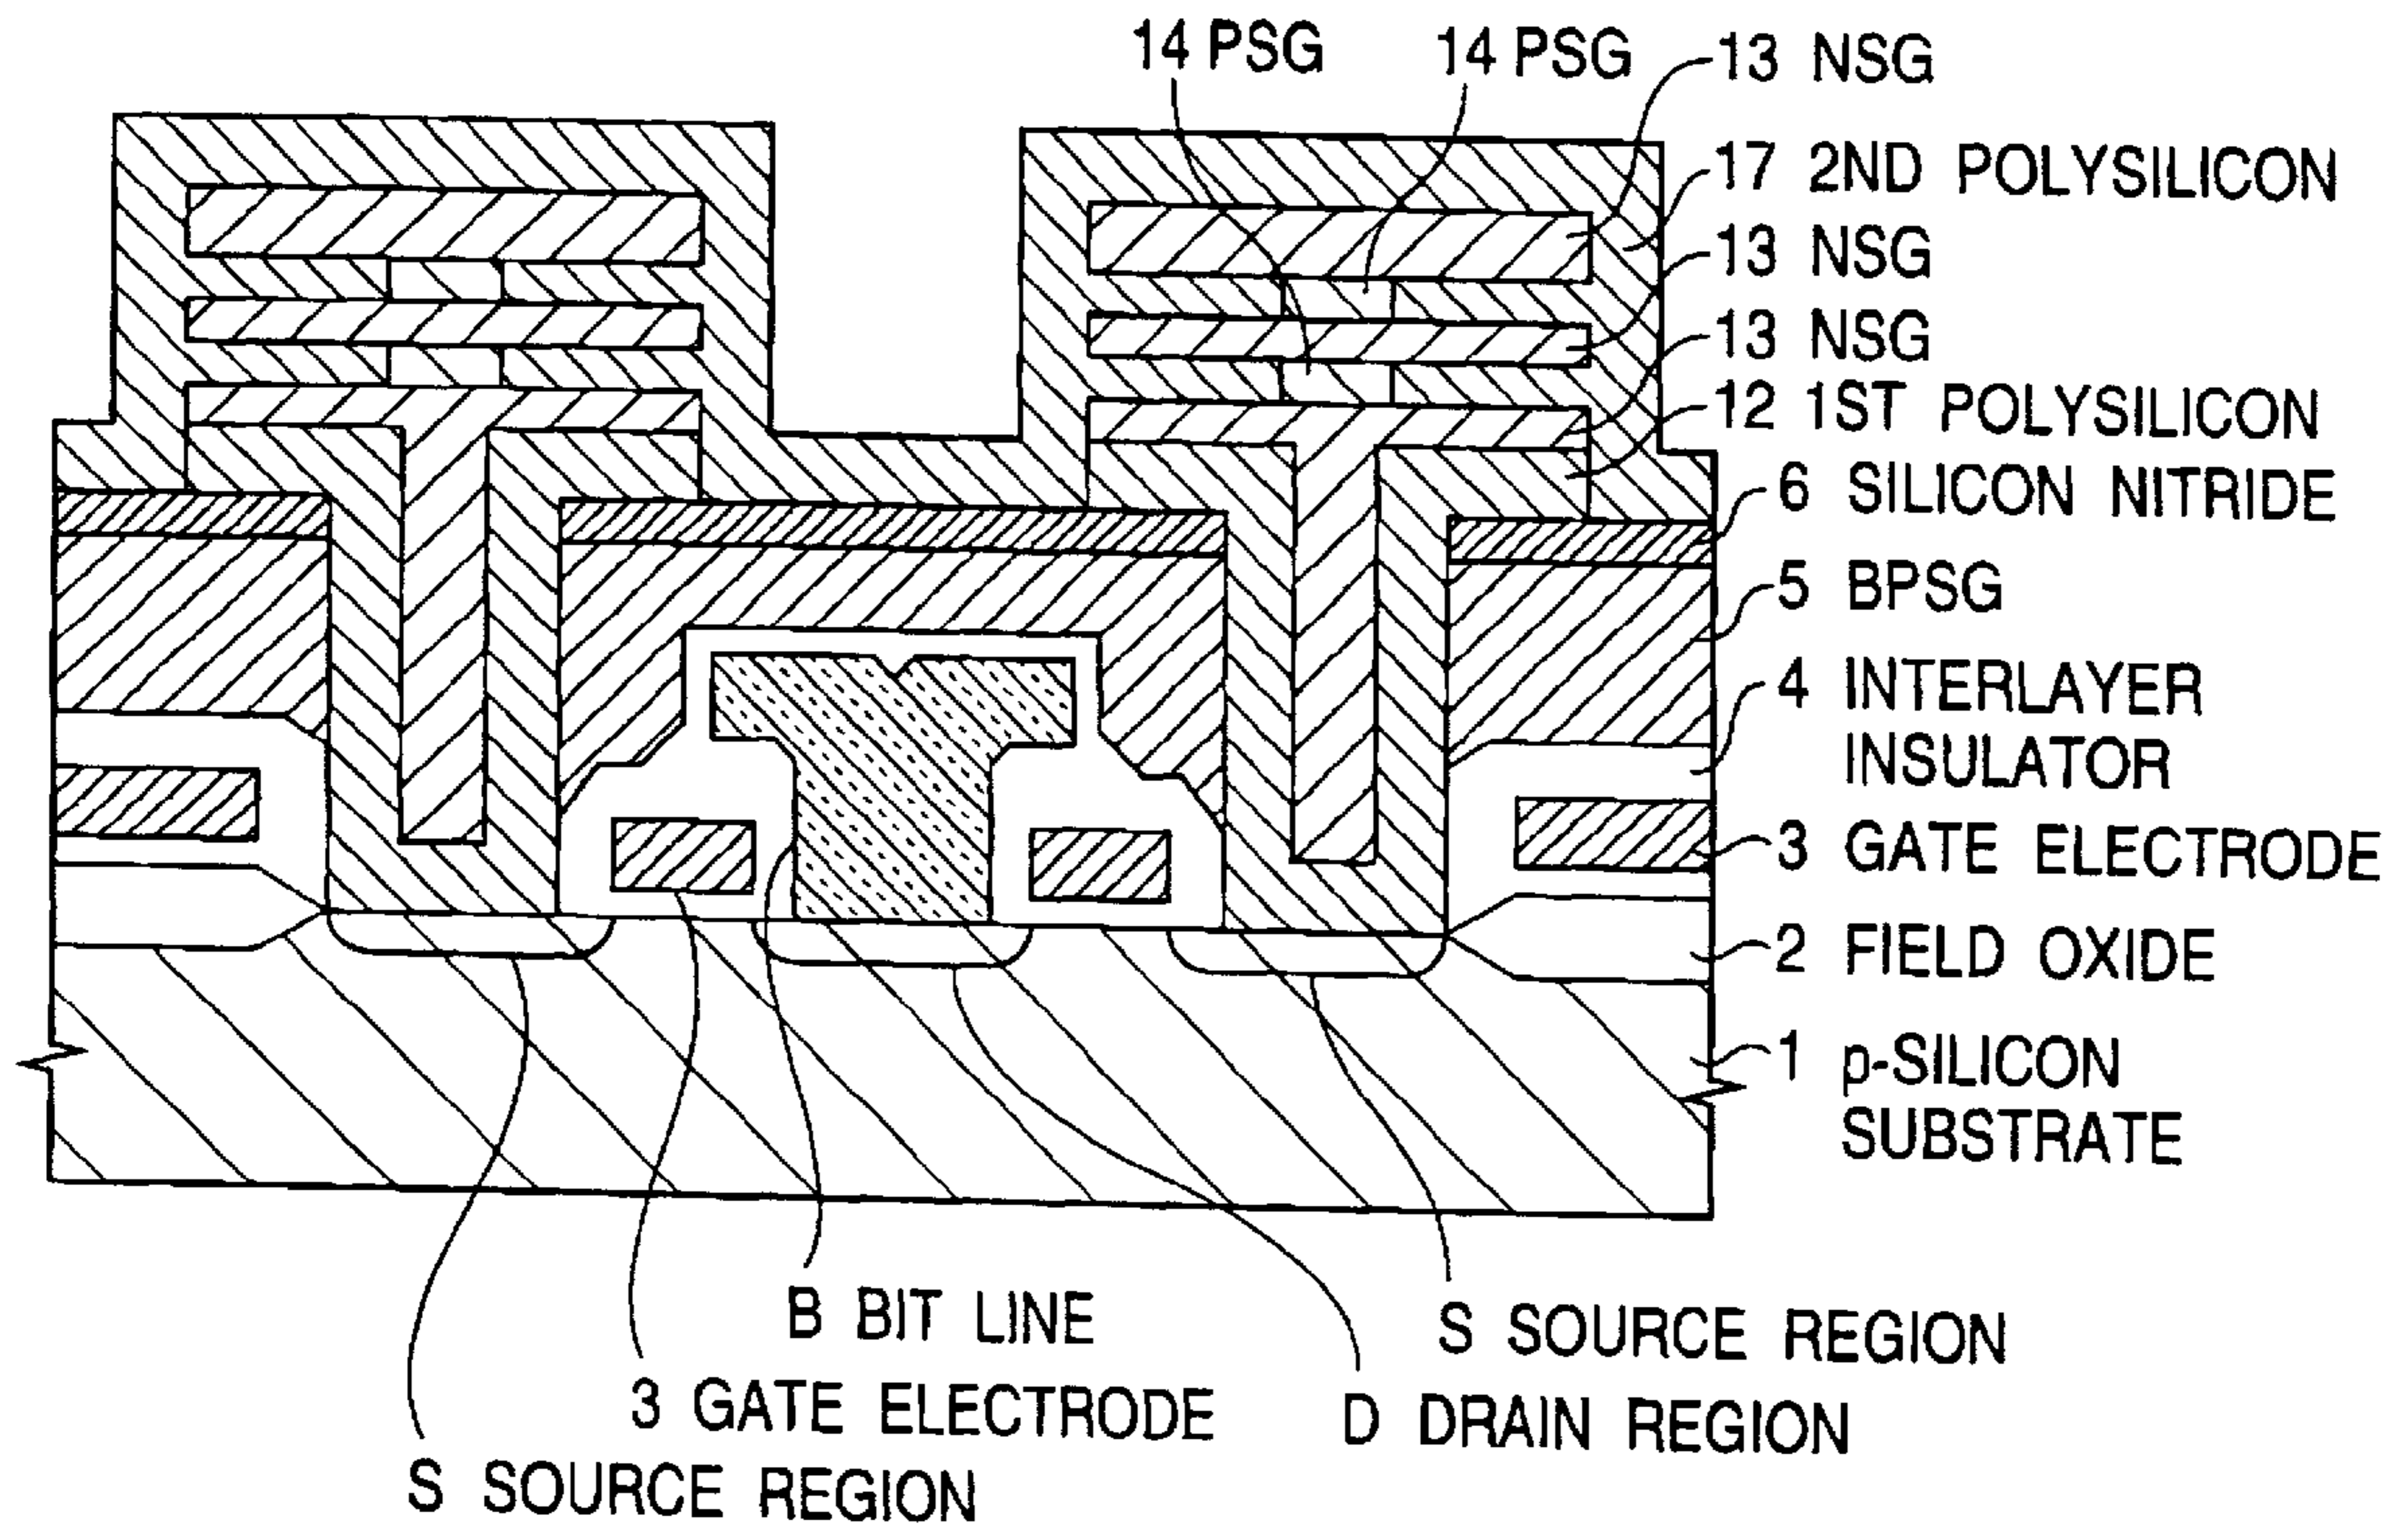 14 PSG
14 PSG
13 NSG
17 2ND POLYSILICON
13 NSG
13 NSG
12 1ST POLYSILICON
6 SILICON NITRIDE
5 BPSG
4 INTERLAYER
INSULATOR
3 GATE ELECTRODE
2 FIELD OXIDE
1 p-SILICON
SUBSTRATE
B BIT LINE
S SOURCE REGION
3 GATE ELECTRODE
D DRAIN REGION
S SOURCE REGION